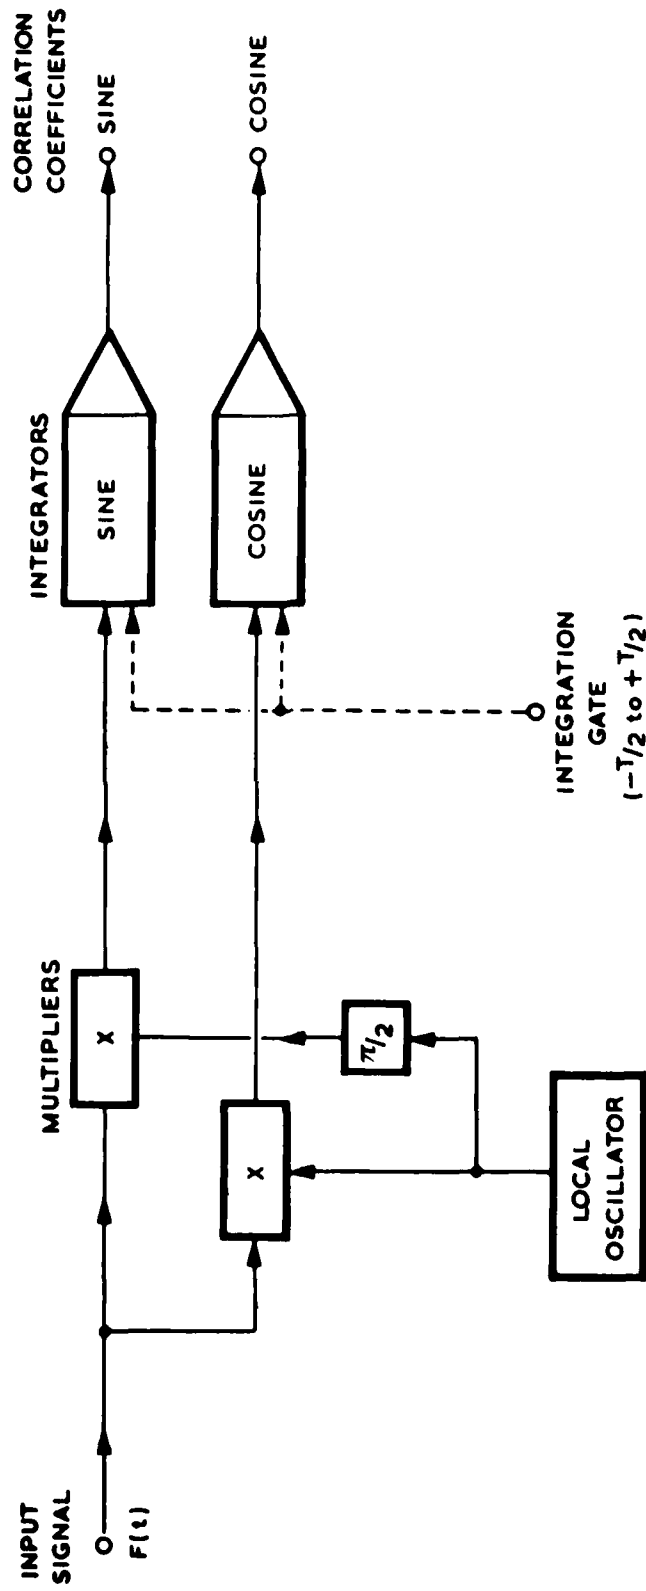 INPUT
SIGNAL
F(t)
MULTIPLIERS
X
X
π/2
LOCAL
OSCILLATOR
INTEGRATORS
SINE
COSINE
INTEGRATION
GATE
(−T/2 to +T/2)
CORRELATION
COEFFICIENTS
SINE
COSINE